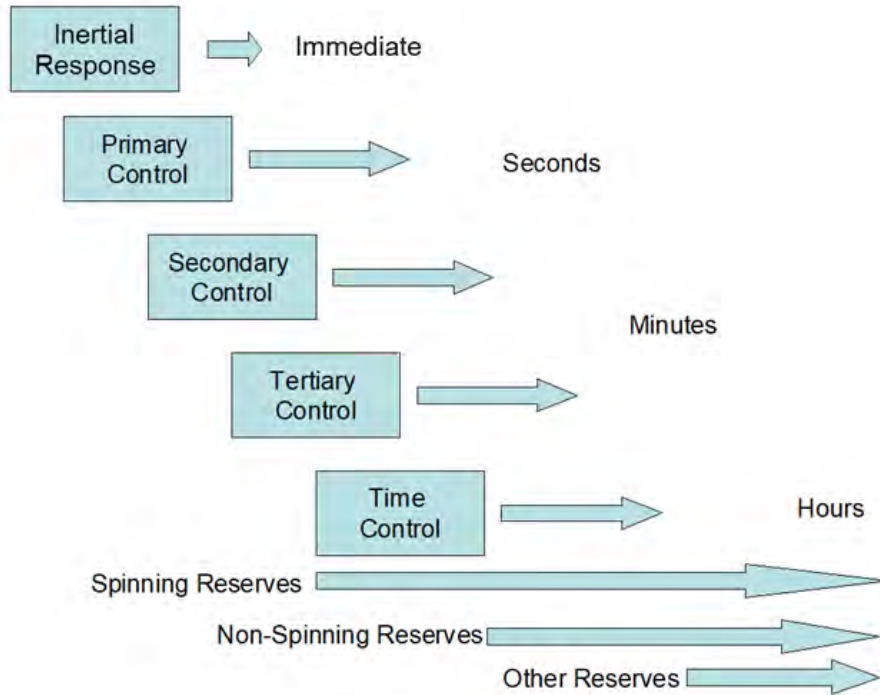 Inertial
Response
Immediate
Primary
Control
Seconds
Secondary
Control
Minutes
Tertiary
Control
Time
Control
Hours
Spinning Reserves
Non-Spinning Reserves
Other Reserves